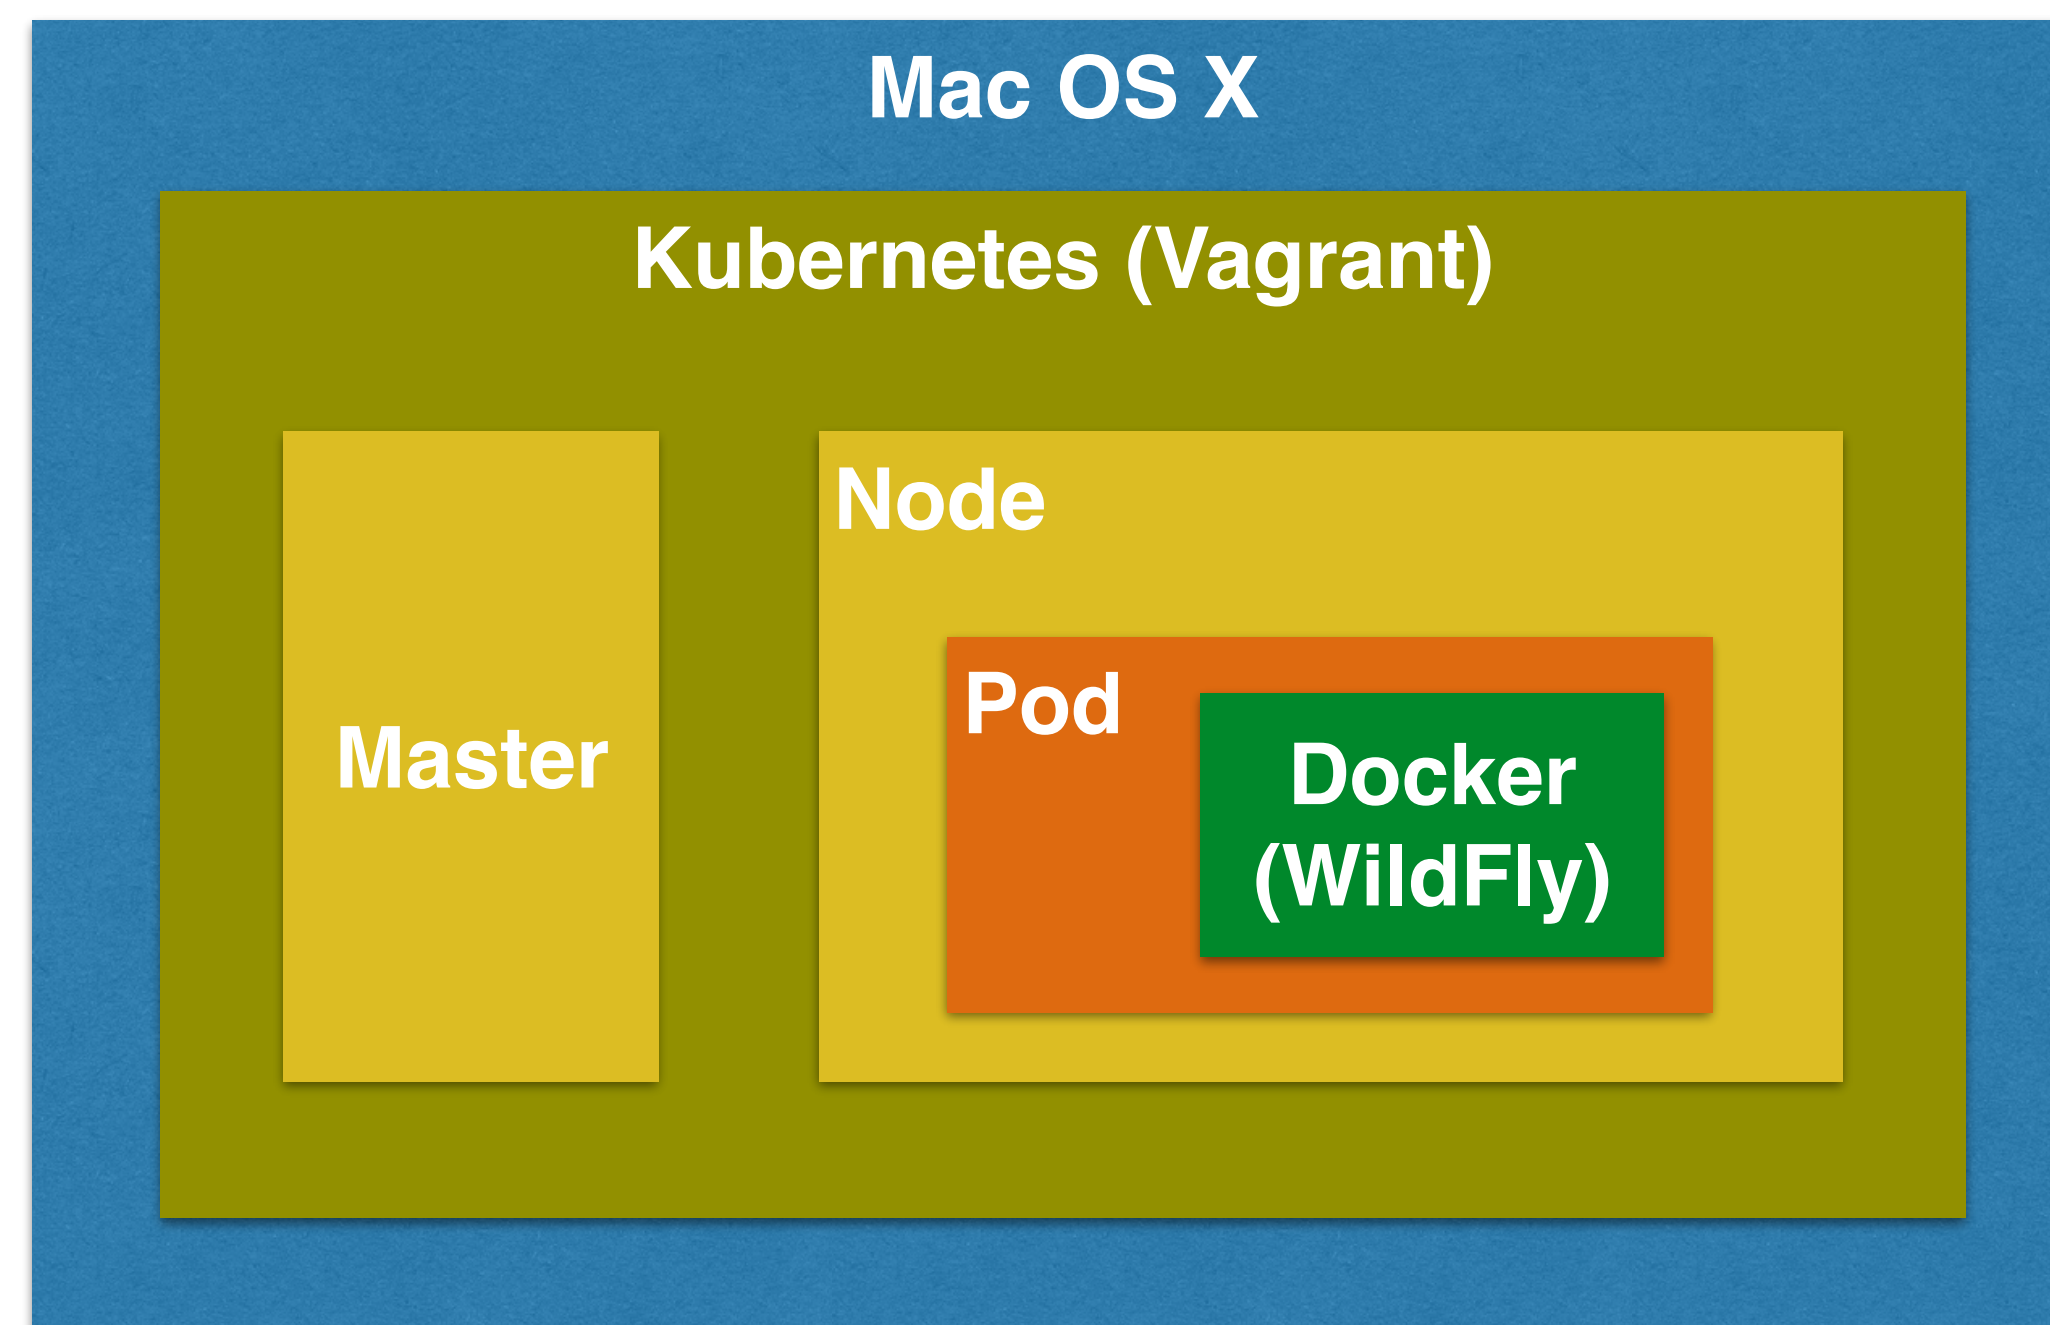 Mac OS X
Kubernetes (Vagrant)
Node
Pod
Master
Docker
(WildFly)